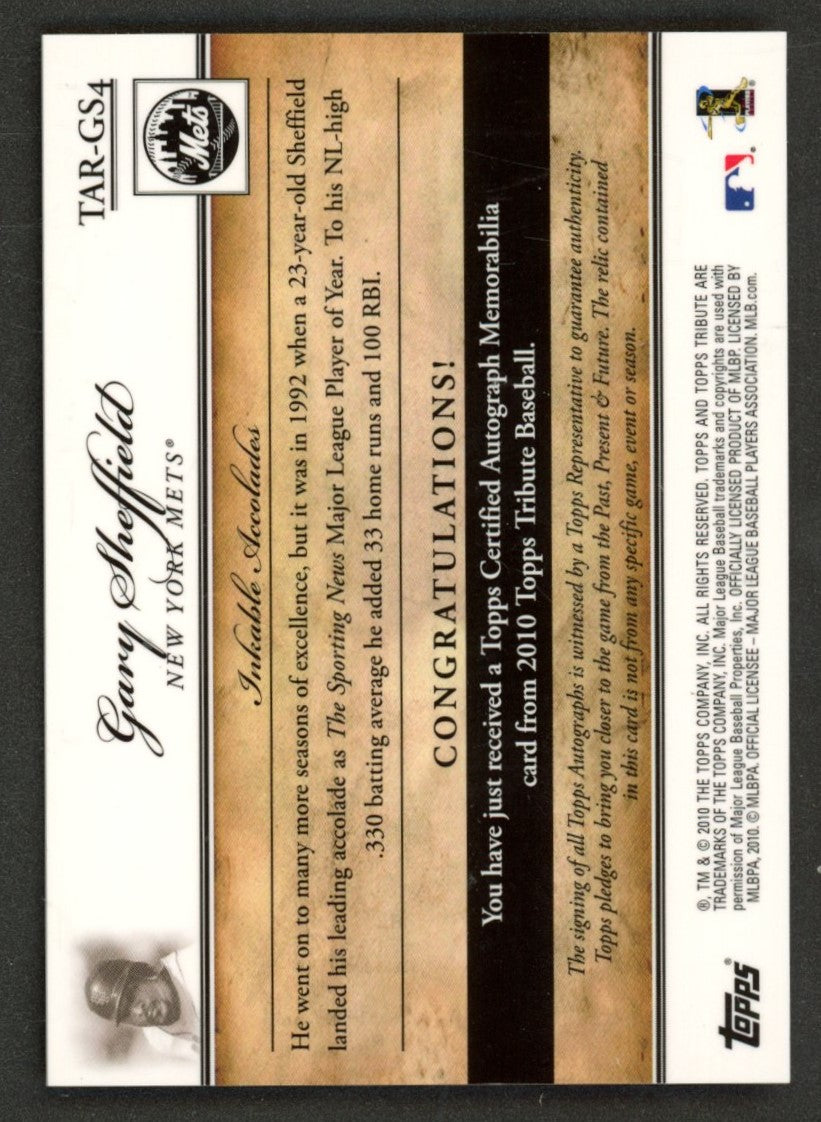 TAR-GS4
Mets
Gary Sheffield
NEW YORK METS®
Inkable Accolades
He went on to many more seasons of excellence, but it was in 1992 when a 23-year-old Sheffield
landed his leading accolade as The Sporting News Major League Player of Year. To his NL-high
.330 batting average he added 33 home runs and 100 RBI.
CONGRATULATIONS!
You have just received a Topps Certified Autograph Memorabilia
card from 2010 Topps Tribute Baseball.
The signing of all Topps Autographs is witnessed by a Topps Representative to guarantee authenticity.
Topps pledges to bring you closer to the game from the Past, Present & Future. The relic contained
in this card is not from any specific game, event or season.
topps®
®, TM & © 2010 THE TOPPS COMPANY, INC. ALL RIGHTS RESERVED. TOPPS AND TOPPS TRIBUTE ARE
TRADEMARKS OF THE TOPPS COMPANY, INC. Major League Baseball trademarks and copyrights are used with
permission of Major League Baseball Properties, Inc. OFFICIALLY LICENSED PRODUCT OF MLBP. LICENSED BY
MLBPA, 2010. © MLBPA, OFFICIAL LICENSEE – MAJOR LEAGUE BASEBALL PLAYERS ASSOCIATION. MLB.com.